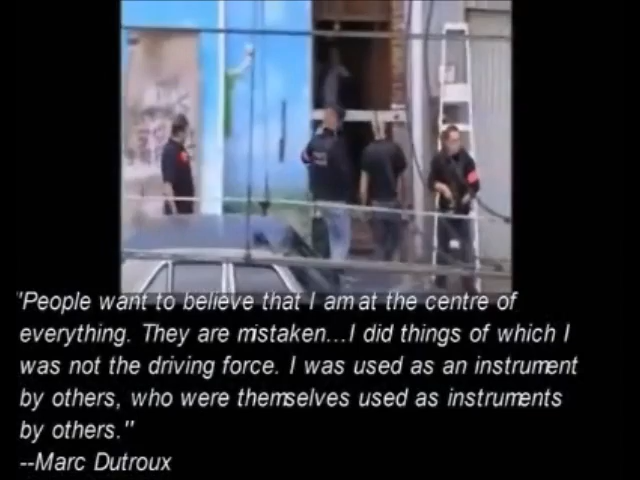 "People want to believe that I am at the centre of
everything. They are mistaken...I did things of which I
was not the driving force. I was used as an instrument
by others, who were themselves used as instruments
by others."
--Marc Dutroux